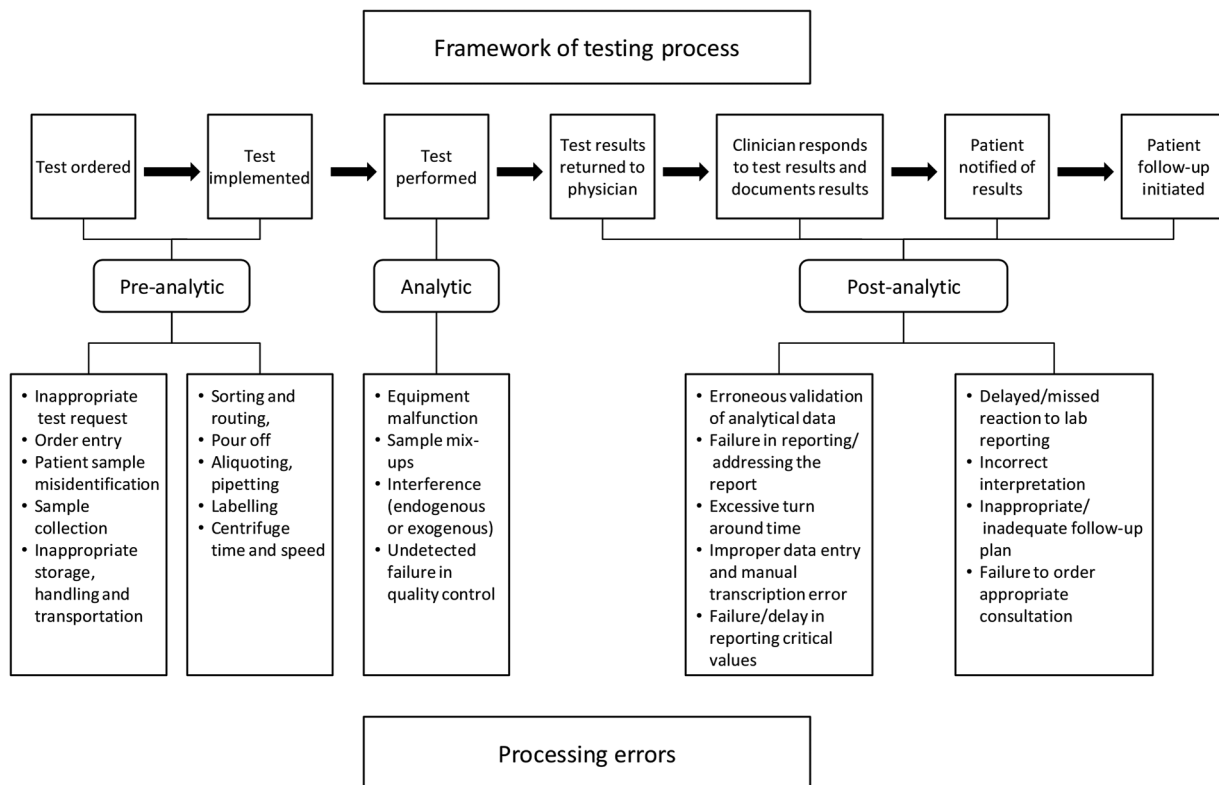 Framework of testing process
Test ordered
Test
implemented
Test
performed
Test results
returned to
physician
Clinician responds
to test results and
documents results
Patient
notified of
results
Patient
follow-up
initiated
Pre-analytic
Analytic
Post-analytic
• Inappropriate
test request
• Order entry
• Patient sample
misidentification
• Sample
collection
• Inappropriate
storage,
handling and
transportation
• Sorting and
routing,
• Pour off
• Aliquoting,
pipetting
• Labelling
• Centrifuge
time and speed
• Equipment
malfunction
• Sample mix-
ups
• Interference
(endogenous
or exogenous)
• Undetected
failure in
quality control
• Erroneous validation
of analytical data
• Failure in reporting/
addressing the
report
• Excessive turn
around time
• Improper data entry
and manual
transcription error
• Failure/delay in
reporting critical
values
• Delayed/missed
reaction to lab
reporting
• Incorrect
interpretation
• Inappropriate/
inadequate follow-up
plan
• Failure to order
appropriate
consultation
Processing errors